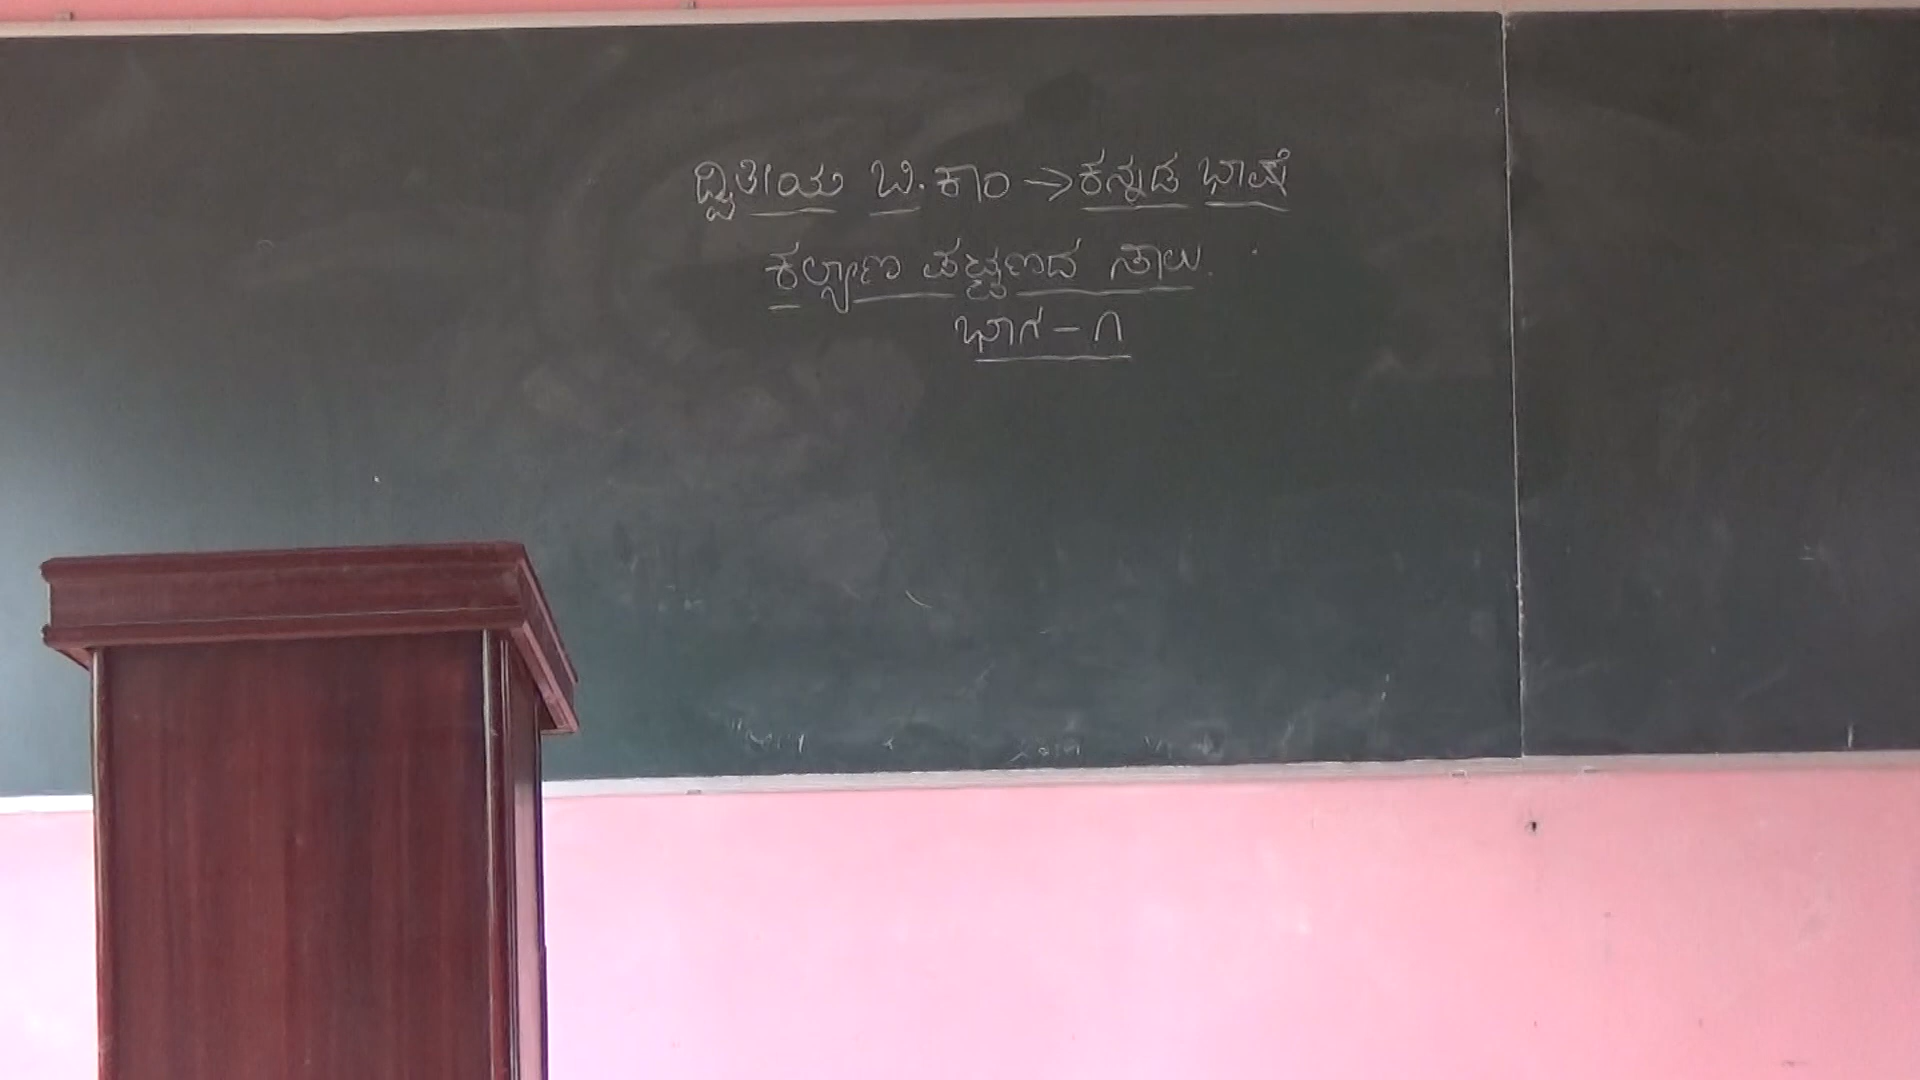 ದ್ವಿತೀಯ ಬಿ.ಕಾಂ → ಕನ್ನಡ ಭಾಷೆ
ಕಲ್ಯಾಣ ಪಟ್ಟಣದ ಸಾಲು.
ಭಾಗ - ೧